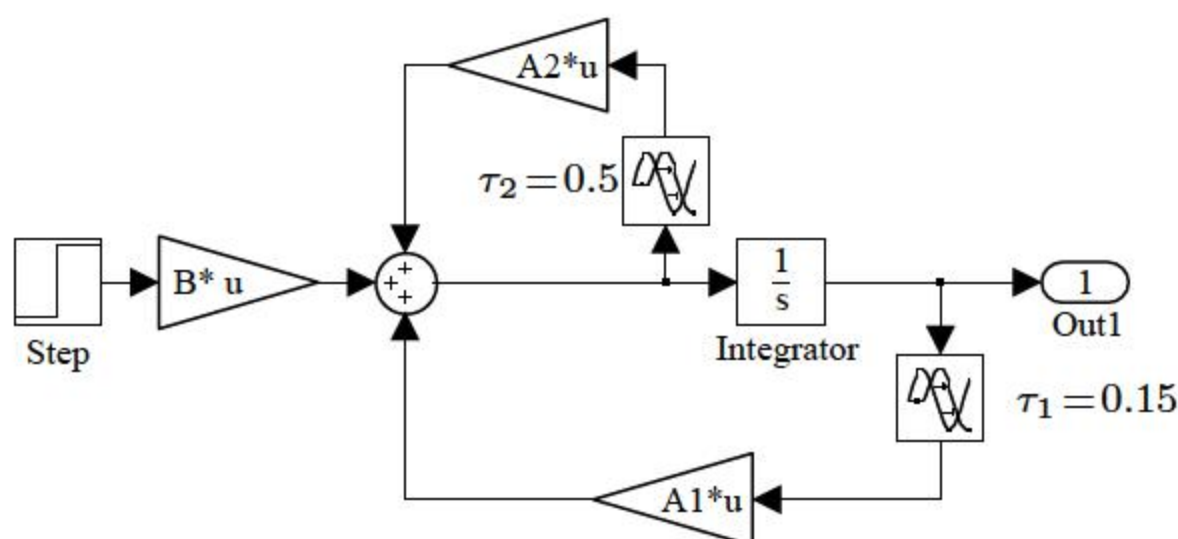 A2*u
τ₂=0.5
B* u
+
+
+
1
s
1
Step
Integrator
Out1
τ₁=0.15
A1*u